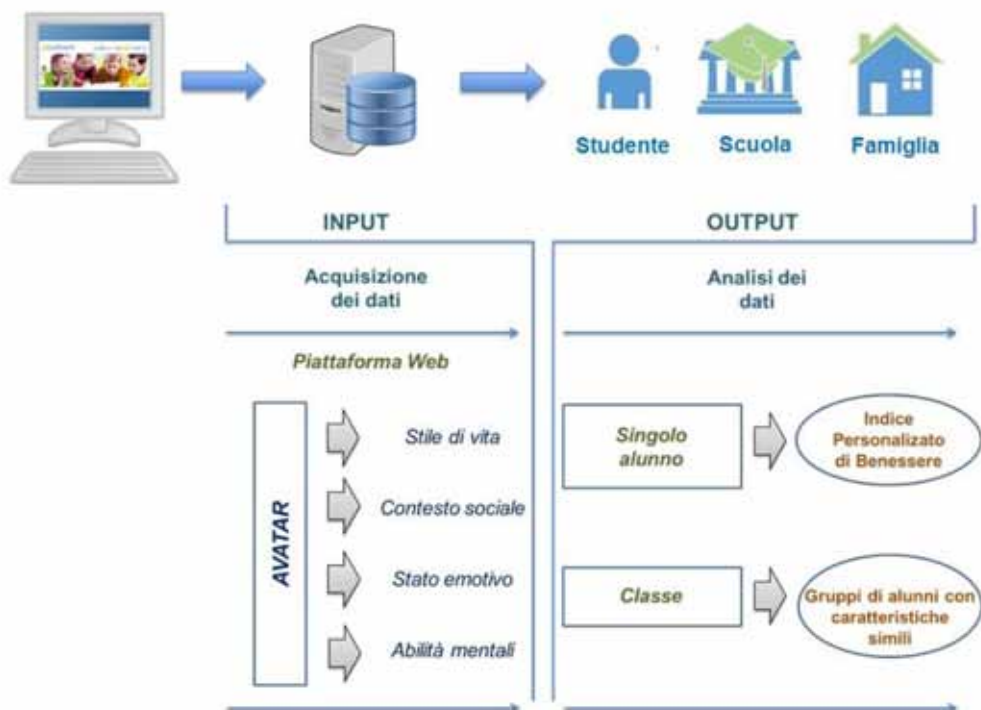 Studente
Scuola
Famiglia
INPUT
OUTPUT
Acquisizione
dei dati
Analisi dei
dati
Piattaforma Web
AVATAR
Stile di vita
Contesto sociale
Stato emotivo
Abilità mentali
Singolo
alunno
Indice
Personalizato
di Benessere
Classe
Gruppi di alunni con
caratteristiche
simili